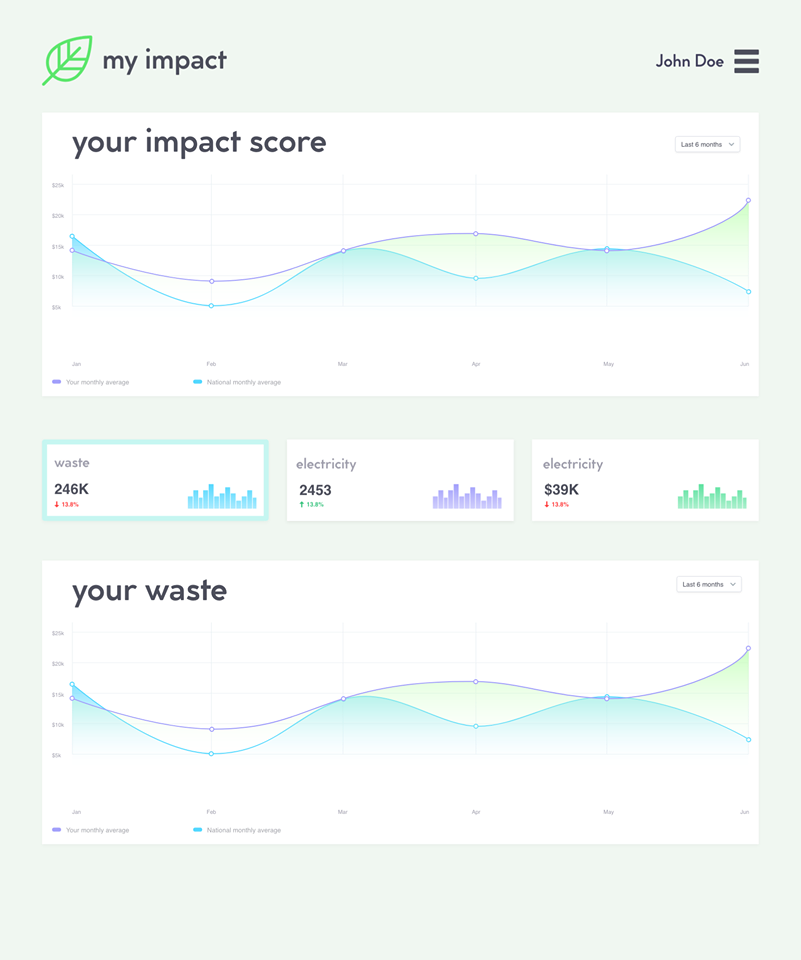 my impact
John Doe
your impact score
Last 6 months
$25k
$20k
$15k
$10k
$5k
Jan Feb Mar Apr May Jun
Your monthly average National monthly average
waste
246K
13.8%
electricity
2453
13.8%
electricity
$39K
13.8%
your waste
Last 6 months
$25k
$20k
$15k
$10k
$5k
Jan Feb Mar Apr May Jun
Your monthly average National monthly average